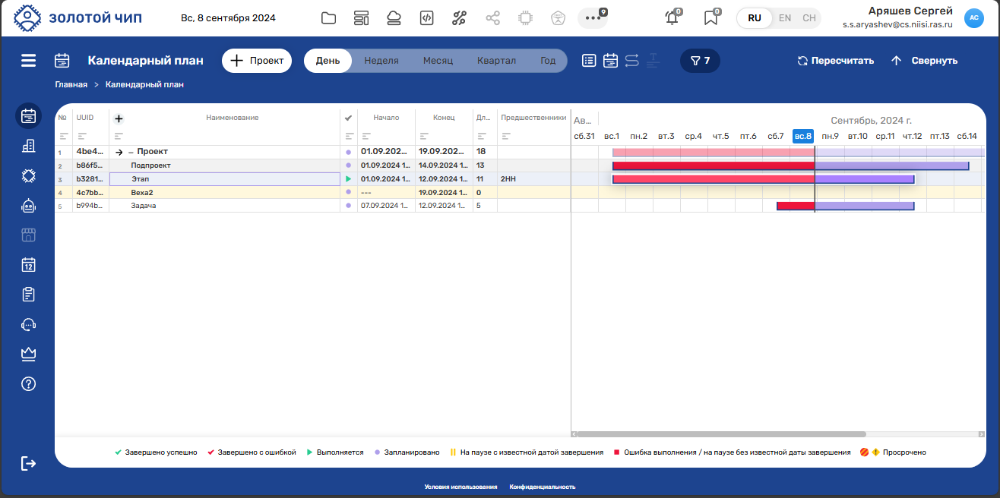 ЗОЛОТОЙ ЧИП
Вс, 8 сентября 2024
9
0
0
RU EN CH
Аряшев Сергей
s.s.aryashev@cs.niisi.ras.ru
АС
Календарный план
Проект
День Неделя Месяц Квартал Год
7
Пересчитать
Свернуть
Главная > Календарный план
12
№ UUID Наименование Начало Конец Дл... Предшественники
Ав... Сентябрь, 2024 г.
сб.31 вс.1 пн.2 вт.3 ср.4 чт.5 пт.6 сб.7 вс.8 пн.9 вт.10 ср.11 чт.12 пт.13 сб.14
1 4be4... – Проект 01.09.202... 19.09.202... 18
2 b86f5... Подпроект 01.09.2024 1... 14.09.2024 1... 13
3 b3281... Этап 01.09.2024 1... 12.09.2024 1... 11 2НН
4 4c7bb... Веха2 --- 19.09.2024 1... 0
5 b994b... Задача 07.09.2024 1... 12.09.2024 1... 5
Завершено успешно Завершено с ошибкой Выполняется Запланировано На паузе с известной датой завершения Ошибка выполнения / на паузе без известной даты завершения Просрочено
Условия использования Конфиденциальность